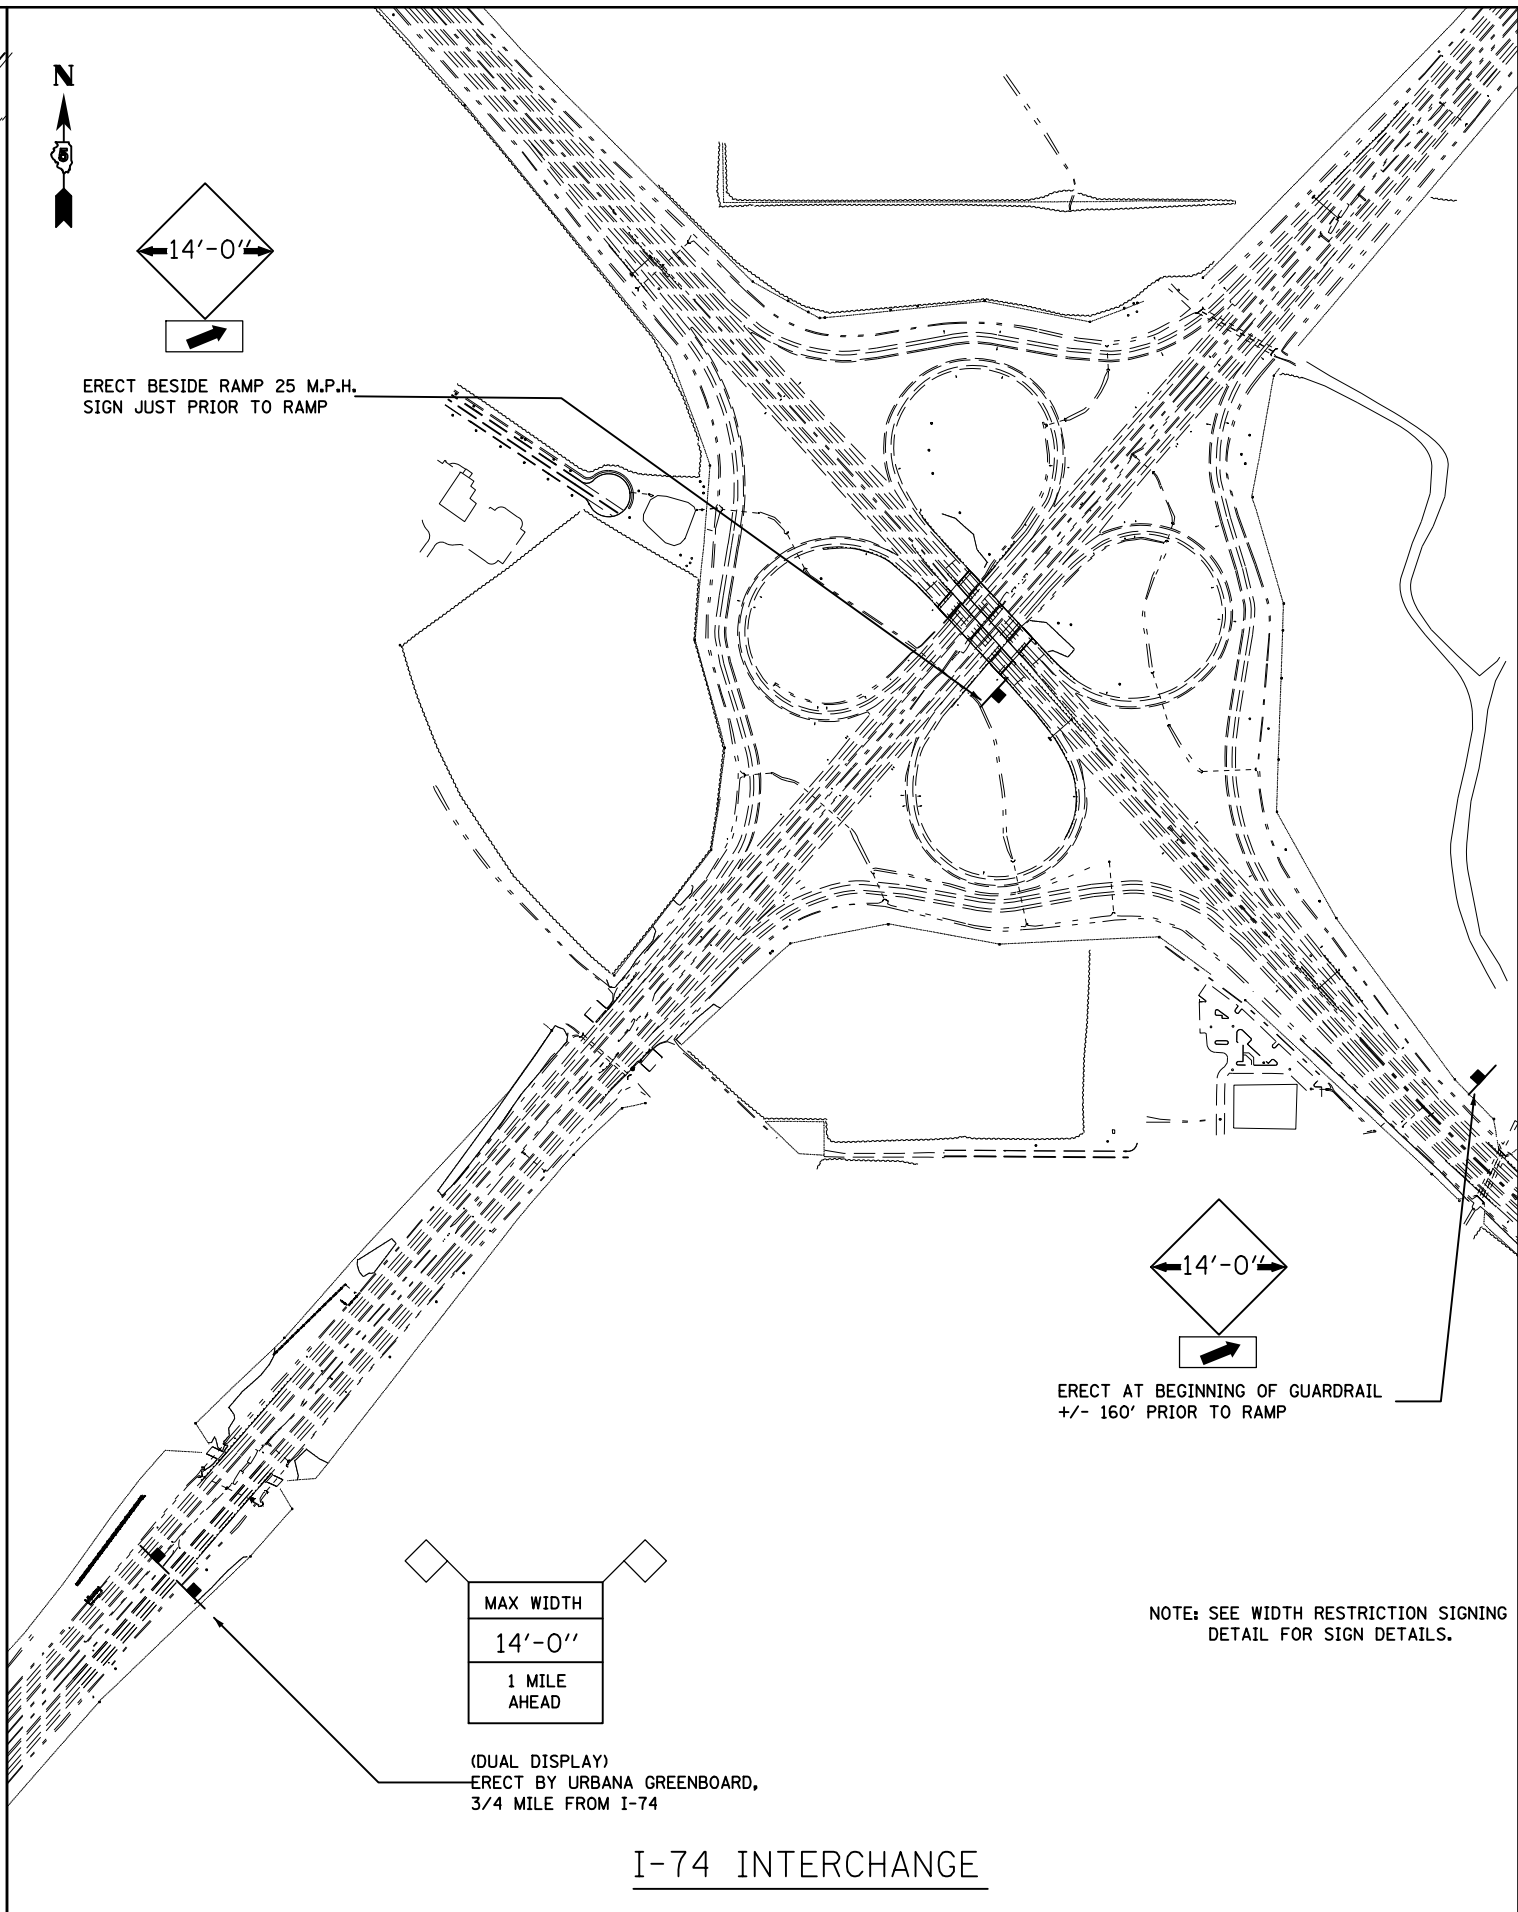 N
5
14'-0"
ERECT BESIDE RAMP 25 M.P.H.
SIGN JUST PRIOR TO RAMP
14'-0"
ERECT AT BEGINNING OF GUARDRAIL
+/- 160' PRIOR TO RAMP
MAX WIDTH
14'-0"
1 MILE
AHEAD
(DUAL DISPLAY)
ERECT BY URBANA GREENBOARD,
3/4 MILE FROM I-74
NOTE: SEE WIDTH RESTRICTION SIGNING
DETAIL FOR SIGN DETAILS.
I-74 INTERCHANGE